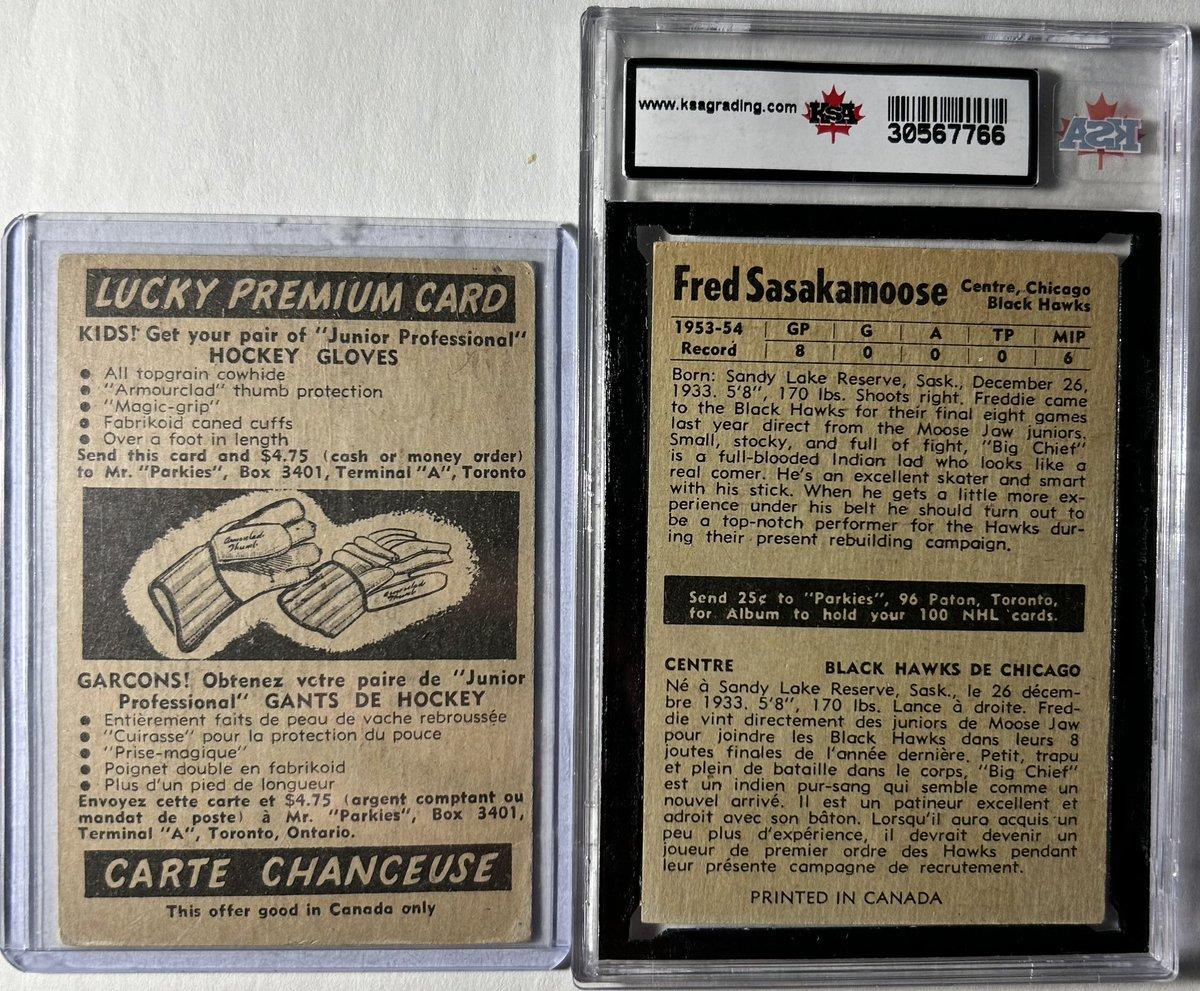 LUCKY PREMIUM CARD
KIDS! Get your pair of "Junior Professional"
HOCKEY GLOVES
● All topgrain cowhide
● "Armourclad" thumb protection
● "Magic-grip"
● Fabrikoid caned cuffs
● Over a foot in length
Send this card and $4.75 (cash or money order)
to Mr. "Parkies", Box 3401, Terminal "A", Toronto
Armorclad
Thumb
Armorclad
Thumb
GARCONS! Obtenez vctre paire de "Junior
Professional" GANTS DE HOCKEY
● Entièrement faits de peau de vache rebroussée
● "Cuirasse" pour la protection du pouce
● "Prise-magique"
● Poignet double en fabrikoid
● Plus d'un pied de longueur
Envoyez cette carte et $4.75 (argent comptant ou
mandat de poste) à Mr. "Parkies", Box 3401,
Terminal "A", Toronto, Ontario.
CARTE CHANCEUSE
This offer good in Canada only
www.ksagrading.com KSA
30567766
KSA
Fred Sasakamoose Centre, Chicago
Black Hawks
1953-54 GP G A TP MIP
Record 8 0 0 0 6
Born: Sandy Lake Reserve, Sask., December 26,
1933. 5'8", 170 lbs. Shoots right. Freddie came
to the Black Hawks for their final eight games
last year direct from the Moose Jaw juniors.
Small, stocky, and full of fight, "Big Chief"
is a full-blooded Indian lad who looks like a
real comer. He's an excellent skater and smart
with his stick. When he gets a little more ex-
perience under his belt he should turn out to
be a top-notch performer for the Hawks dur-
ing their present rebuilding campaign.
Send 25¢ to "Parkies", 96 Paton, Toronto,
for Album to hold your 100 NHL cards.
CENTRE BLACK HAWKS DE CHICAGO
Né à Sandy Lake Reserve, Sask., le 26 décem-
bre 1933. 5'8", 170 lbs. Lance à droite. Fred-
die vint directement des juniors de Moose Jaw
pour joindre les Black Hawks dans leurs 8
joutes finales de l'année dernière. Petit, trapu
et plein de bataille dans le corps, "Big Chief"
est un indien pur-sang qui semble comme un
nouvel arrivé. Il est un patineur excellent et
adroit avec son bâton. Lorsqu'il aura acquis un
peu plus d'expérience, il devrait devenir un
joueur de premier ordre des Hawks pendant
leur présente campagne de recrutement.
PRINTED IN CANADA